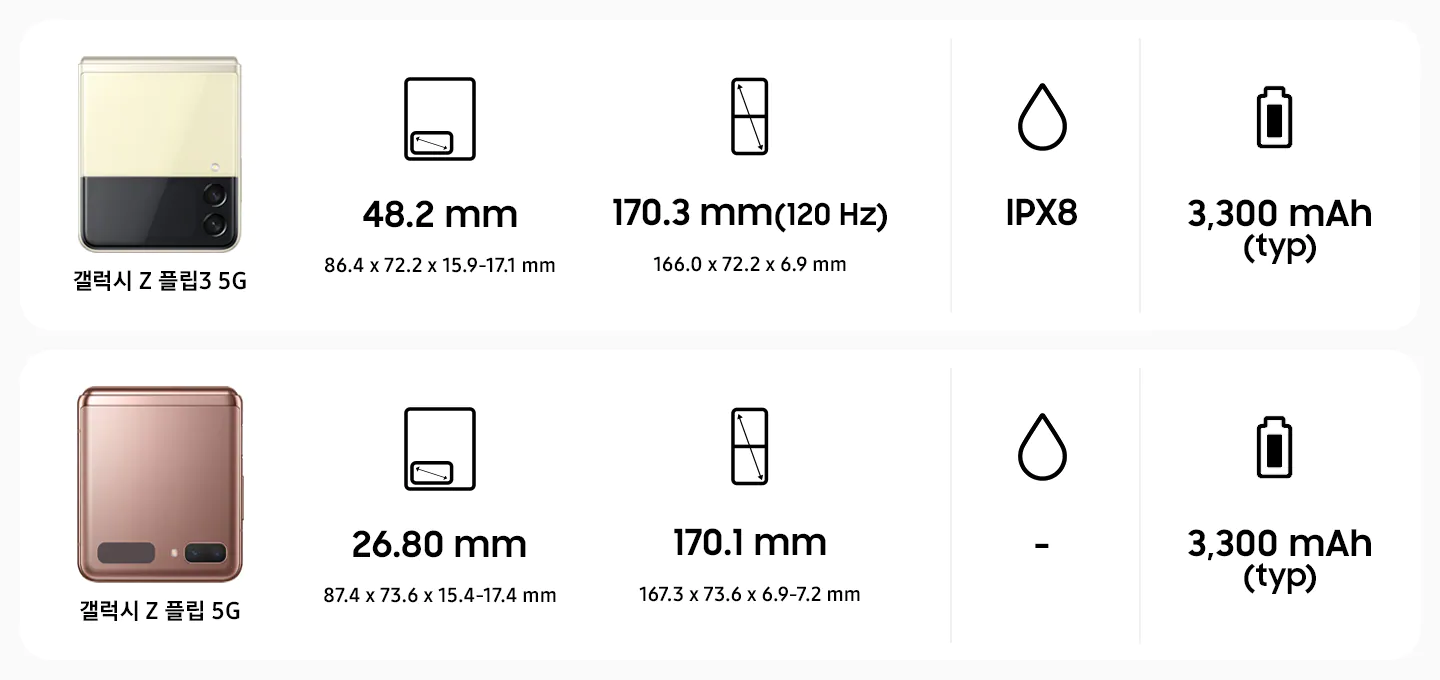 갤럭시 Z 플립3 5G
48.2 mm
86.4 x 72.2 x 15.9-17.1 mm
170.3 mm(120 Hz)
166.0 x 72.2 x 6.9 mm
IPX8
3,300 mAh
(typ)
갤럭시 Z 플립 5G
26.80 mm
87.4 x 73.6 x 15.4-17.4 mm
170.1 mm
167.3 x 73.6 x 6.9-7.2 mm
-
3,300 mAh
(typ)